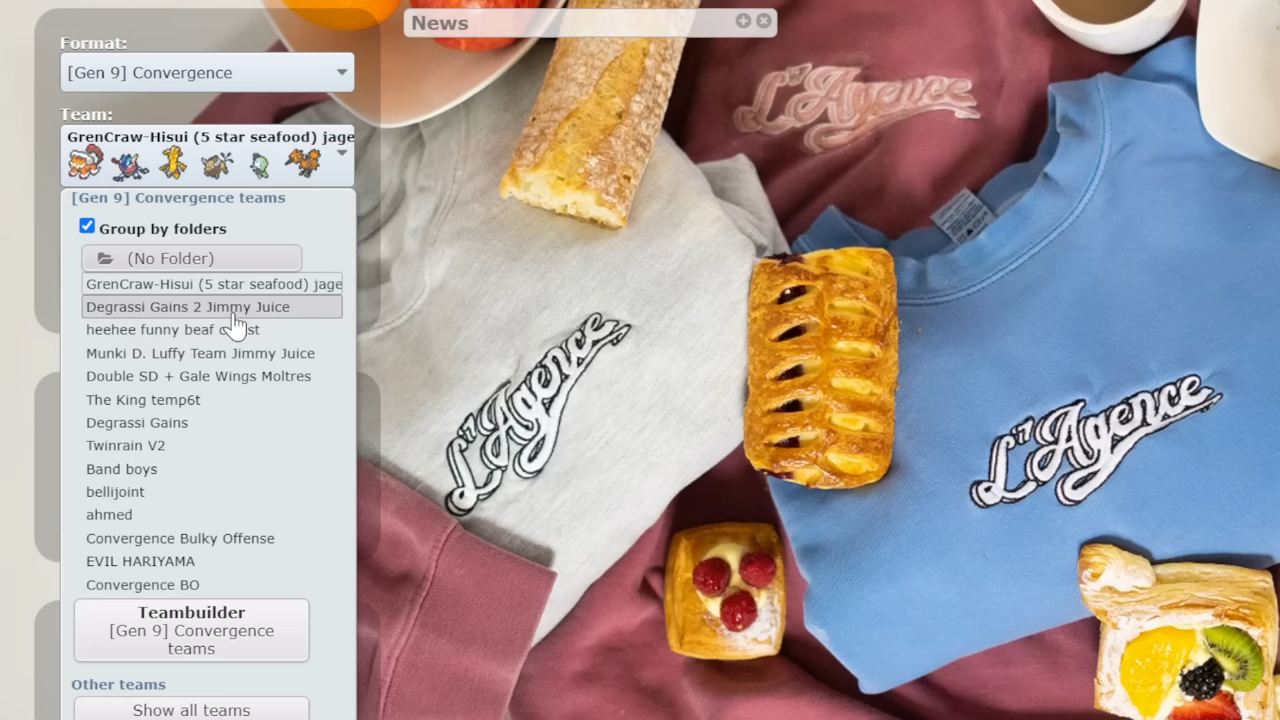 News
Format:
[Gen 9] Convergence
Team:
GrenCraw-Hisui (5 star seafood) jage
[Gen 9] Convergence teams
Group by folders
(No Folder)
GrenCraw-Hisui (5 star seafood) jage
Degrassi Gains 2 Jimmy Juice
heehee funny beaf
Munki D. Luffy Team Jimmy Juice
Double SD + Gale Wings Moltres
The King temp6t
Degrassi Gains
Twinrain V2
Band boys
bellijoint
ahmed
Convergence Bulky Offense
EVIL HARIYAMA
Convergence BO
Teambuilder
[Gen 9] Convergence
teams
Other teams
Show all teams
L'Agence
L'Agence
L'Agence